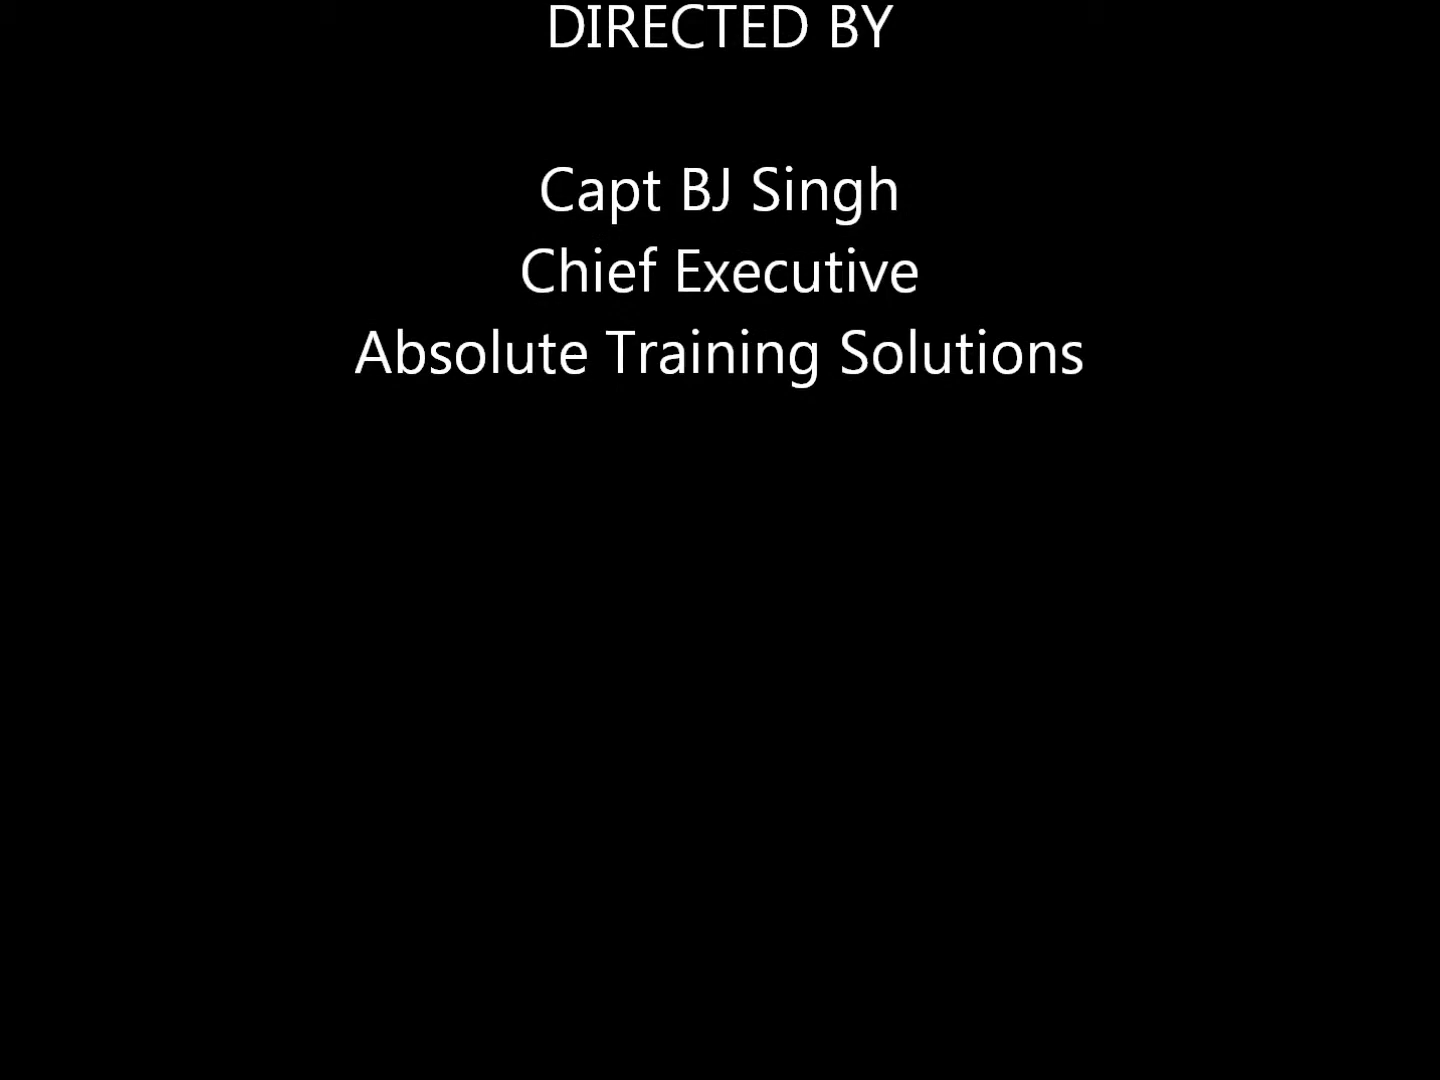 DIRECTED BY
Capt BJ Singh
Chief Executive
Absolute Training Solutions